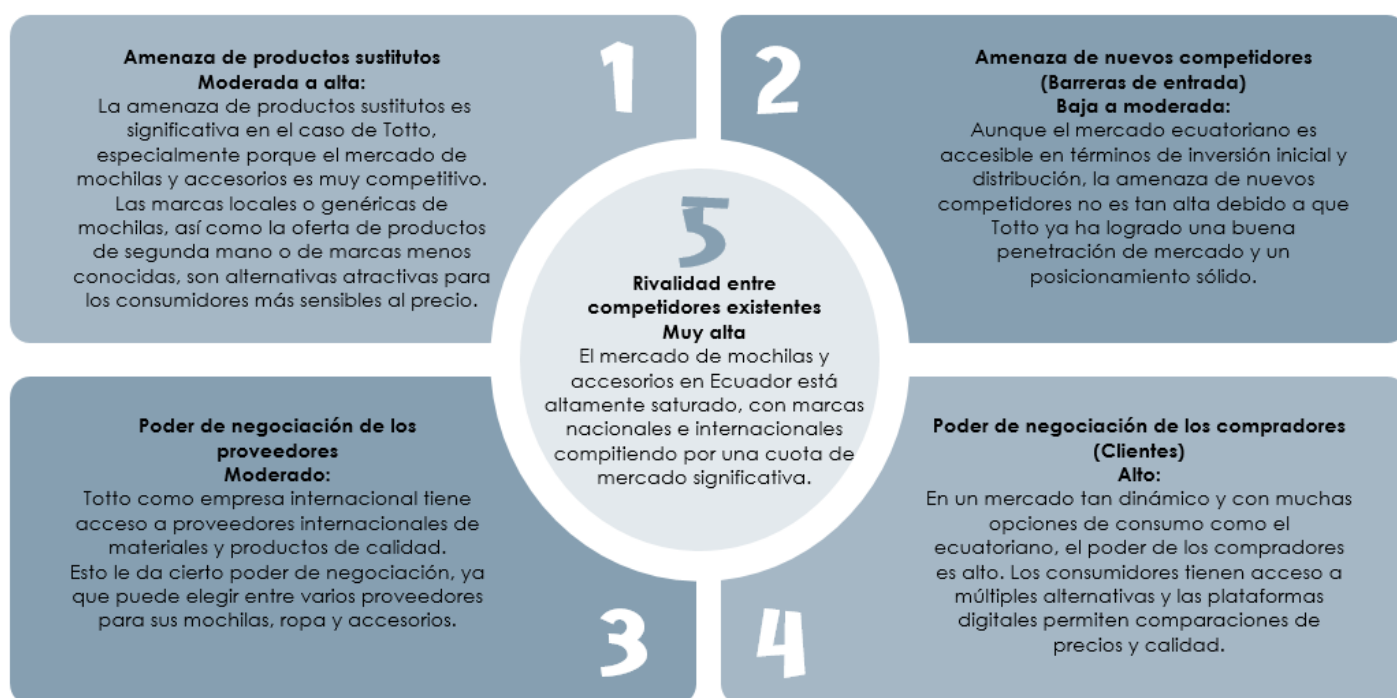 1
Amenaza de productos sustitutos
Moderada a alta:
La amenaza de productos sustitutos es
significativa en el caso de Totto,
especialmente porque el mercado de
mochilas y accesorios es muy competitivo.
Las marcas locales o genéricas de
mochilas, así como la oferta de productos
de segunda mano o de marcas menos
conocidas, son alternativas atractivas para
los consumidores más sensibles al precio.
2
Amenaza de nuevos competidores
(Barreras de entrada)
Baja a moderada:
Aunque el mercado ecuatoriano es
accesible en términos de inversión inicial y
distribución, la amenaza de nuevos
competidores no es tan alta debido a que
Totto ya ha logrado una buena
penetración de mercado y un
posicionamiento sólido.
5
Rivalidad entre
competidores existentes
Muy alta
El mercado de mochilas y
accesorios en Ecuador está
altamente saturado, con marcas
nacionales e internacionales
compitiendo por una cuota de
mercado significativa.
Poder de negociación de los
proveedores
Moderado:
Totto como empresa internacional tiene
acceso a proveedores internacionales de
materiales y productos de calidad.
Esto le da cierto poder de negociación, ya
que puede elegir entre varios proveedores
para sus mochilas, ropa y accesorios.
3
Poder de negociación de los compradores
(Clientes)
Alto:
En un mercado tan dinámico y con muchas
opciones de consumo como el
ecuatoriano, el poder de los compradores
es alto. Los consumidores tienen acceso a
múltiples alternativas y las plataformas
digitales permiten comparaciones de
precios y calidad.
4